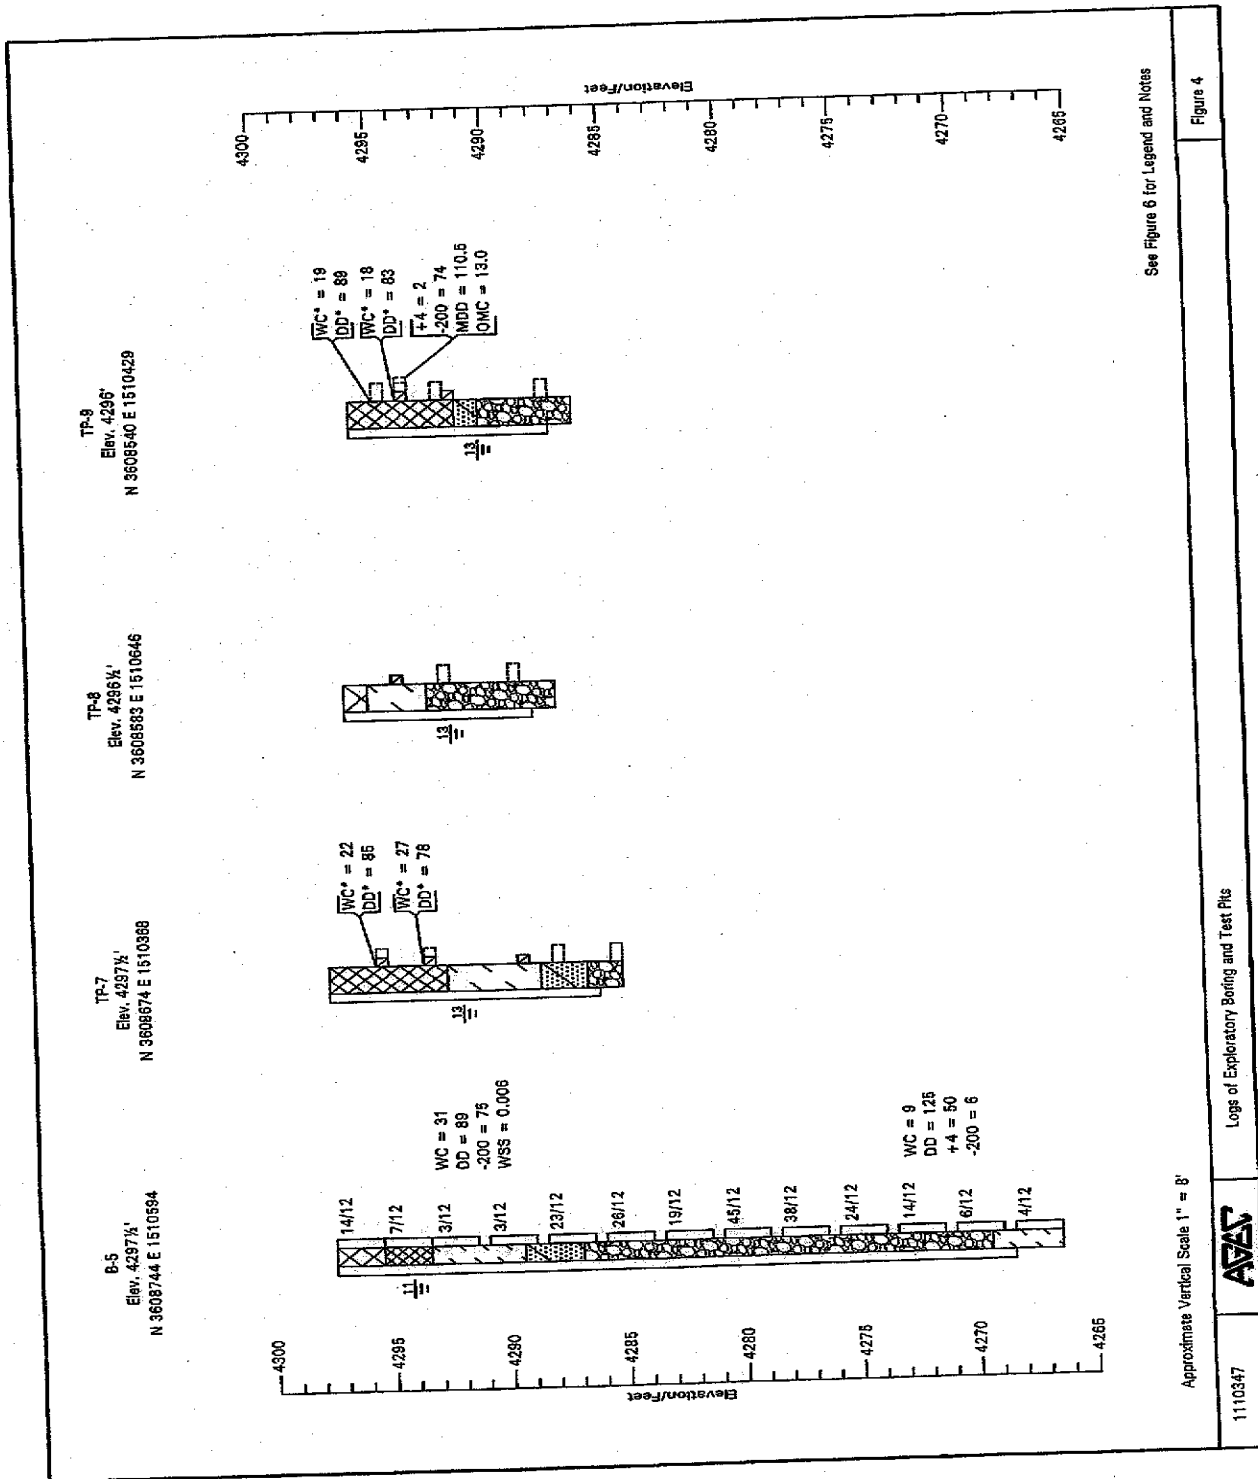 B-5
Elev. 4297½'
N 3608744 E 1510594
TP-7
Elev. 4297½'
N 3608674 E 1510368
TP-8
Elev. 4296½'
N 3608583 E 1510646
TP-9
Elev. 4296'
N 3608540 E 1510429
4300
4295
4290
4285
4280
4275
4270
4265
Elevation/Feet
11
14/12
7/12
3/12
3/12
23/12
26/12
19/12
45/12
38/12
24/12
14/12
6/12
4/12
WC = 31
DD = 89
-200 = 75
WSS = 0.006
WC = 9
DD = 125
+4 = 50
-200 = 6
13
WC* = 22
DD* = 85
WC* = 27
DD* = 78
13
13
WC* = 19
DD* = 89
WC* = 18
DD* = 83
+4 = 2
-200 = 74
MDD = 110.5
OMC = 13.0
4300
4295
4290
4285
4280
4275
4270
4265
Elevation/Feet
Approximate Vertical Scale 1" = 8'
See Figure 6 for Legend and Notes
1110347
AGEC
Logs of Exploratory Boring and Test Pits
Figure 4